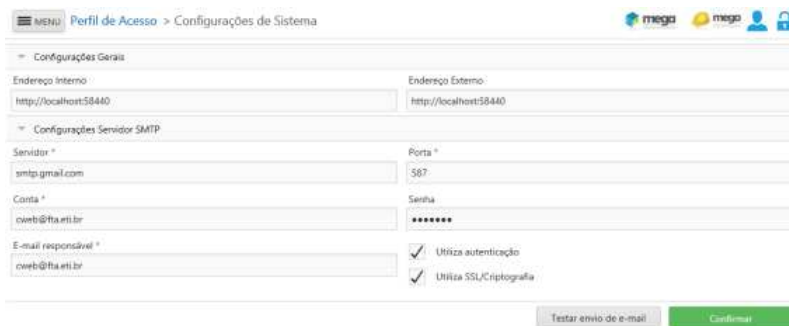 MENU Perfil de Acesso > Configurações de Sistema mega mega
Configurações Gerais
Endereço Interno Endereço Externo
http://localhost:58440 http://localhost:58440
Configurações Servidor SMTP
Servidor * Porta *
smtp.gmail.com 587
Conta * Senha
cweb@fta.eti.br •••••••
E-mail responsável *
cweb@fta.eti.br
Utiliza autenticação
Utiliza SSL/Criptografia
Testar envio de e-mail Confirmar